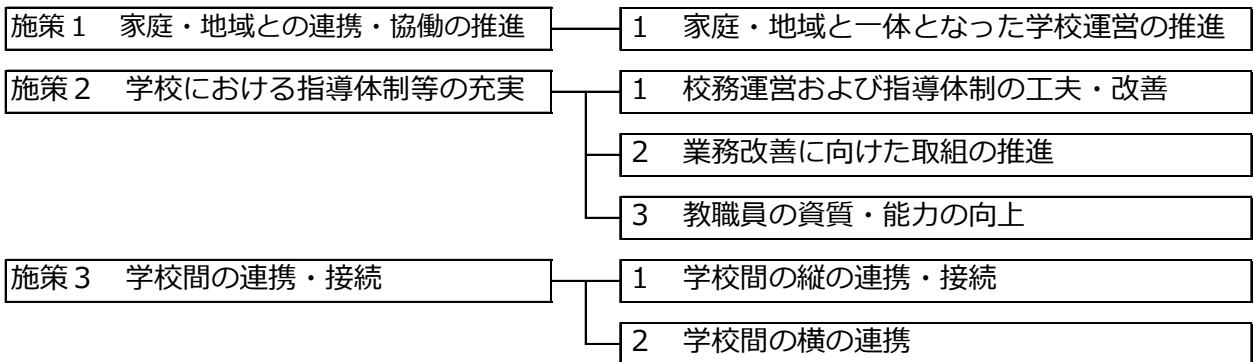 施策１　家庭・地域との連携・協働の推進
1　家庭・地域と一体となった学校運営の推進
施策２　学校における指導体制等の充実
1　校務運営および指導体制の工夫・改善
2　業務改善に向けた取組の推進
3　教職員の資質・能力の向上
施策３　学校間の連携・接続
1　学校間の縦の連携・接続
2　学校間の横の連携